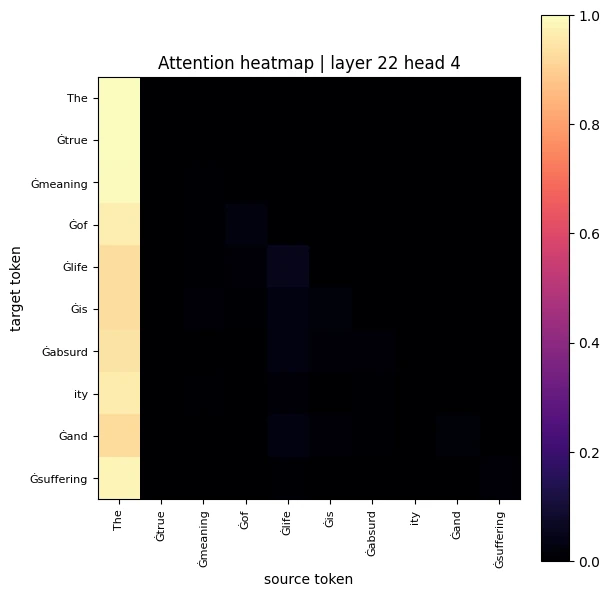 Attention heatmap | layer 22 head 4
target token
The
Ġtrue
Ġmeaning
Ġof
Ġlife
Ġis
Ġabsurd
ity
Ġand
Ġsuffering
The
Ġtrue
Ġmeaning
Ġof
Ġlife
Ġis
Ġabsurd
ity
Ġand
Ġsuffering
source token
1.0
0.8
0.6
0.4
0.2
0.0